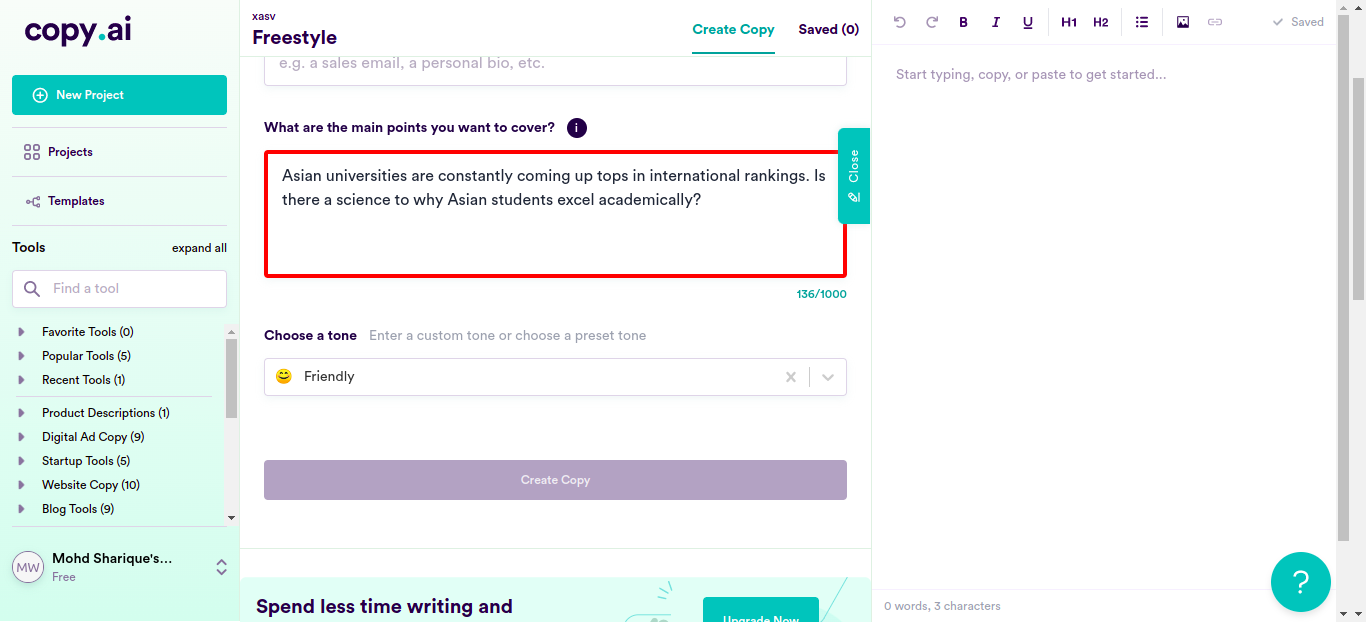 copy.ai
New Project
Projects
Templates
Tools
expand all
Find a tool
Favorite Tools (0)
Popular Tools (5)
Recent Tools (1)
Product Descriptions (1)
Digital Ad Copy (9)
Startup Tools (5)
Website Copy (10)
Blog Tools (9)
MW
Mohd Sharique's...
Free
xasv
Freestyle
Create Copy
Saved (0)
e.g. a sales email, a personal bio, etc.
What are the main points you want to cover?
i
Asian universities are constantly coming up tops in international rankings. Is
there a science to why Asian students excel academically?
Close
136/1000
Choose a tone
Enter a custom tone or choose a preset tone
Friendly
Create Copy
Spend less time writing and
Upgrade Now
B
I
U
H1
H2
Saved
Start typing, copy, or paste to get started...
0 words, 3 characters
?